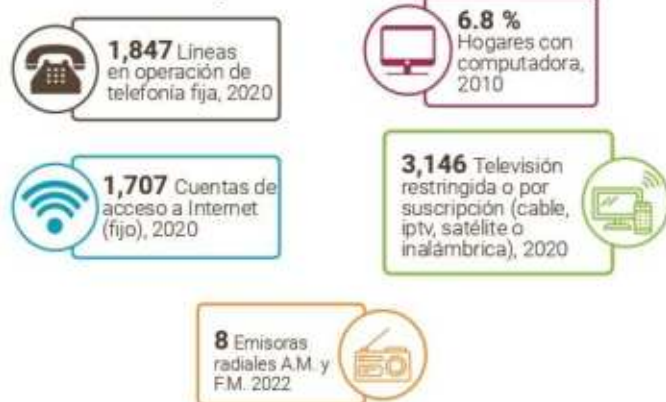 1,847 Líneas
en operación de
telefonía fija, 2020
6.8 %
Hogares con
computadora,
2010
1,707 Cuentas de
acceso a Internet
(fijo), 2020
3,146 Televisión
restringida o por
suscripción (cable,
iptv, satélite o
inalámbrica), 2020
8 Emisoras
radiales A.M. y
F.M. 2022